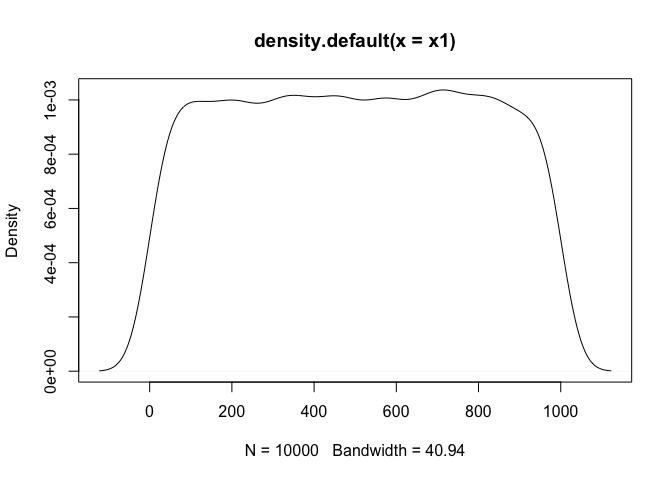 density.default(x = x1)
Density
1e-03
8e-04
6e-04
4e-04
0e+00
0 200 400 600 800 1000
N = 10000 Bandwidth = 40.94